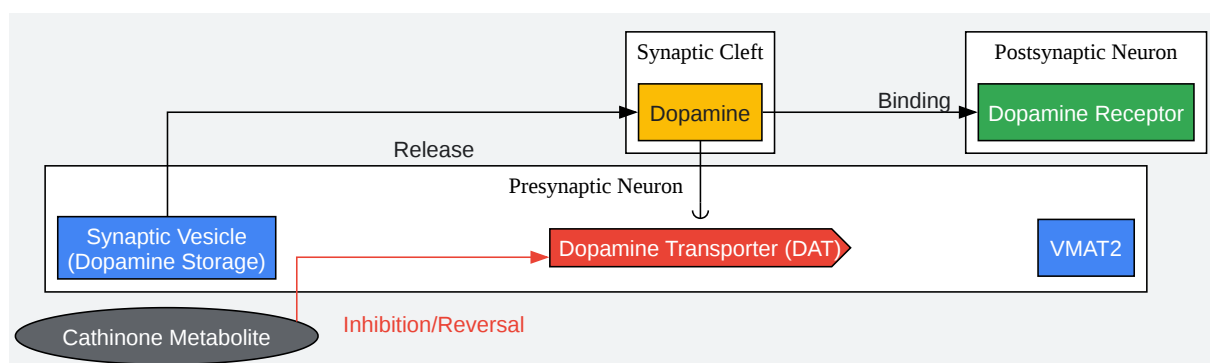 Synaptic Cleft
Postsynaptic Neuron
Dopamine
Binding
Dopamine Receptor
Release
Presynaptic Neuron
Synaptic Vesicle
(Dopamine Storage)
Dopamine Transporter (DAT)
VMAT2
Cathinone Metabolite
Inhibition/Reversal